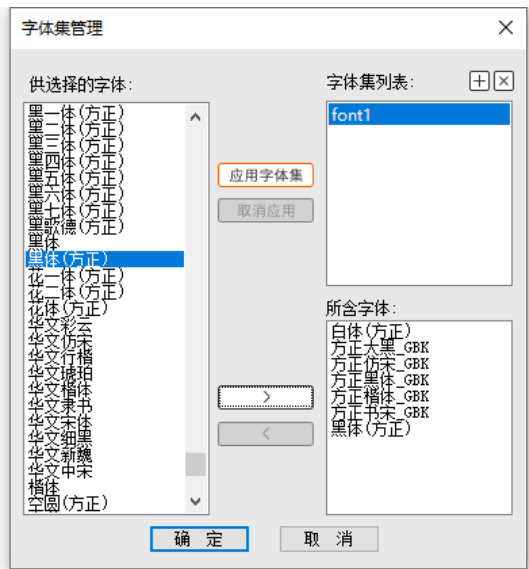 字体集管理
供选择的字体:
黑一体(方正)
黑二体(方正)
黑三体(方正)
黑四体(方正)
黑五体(方正)
黑六体(方正)
黑七体(方正)
黑歌德(方正)
黑体
黑体(方正)
花一体(方正)
花二体(方正)
花体(方正)
华文彩云
华文仿宋
华文行楷
华文琥珀
华文楷体
华文隶书
华文宋体
华文细黑
华文新魏
华文中宋
楷体
空圆(方正)
应用字体集
取消应用
>
<
字体集列表:
font1
所含字体:
白体(方正)
方正大黑_GBK
方正仿宋_GBK
方正黑体_GBK
方正楷体_GBK
方正书宋_GBK
黑体(方正)
确 定
取 消